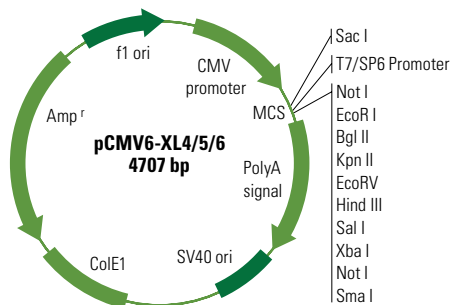 f1 ori
CMV
promoter
MCS
PolyA
signal
SV40 ori
ColE1
Amp r
pCMV6-XL4/5/6
4707 bp
Sac I
T7/SP6 Promoter
Not I
EcoR I
Bgl II
Kpn II
EcoRV
Hind III
Sal I
Xba I
Not I
Sma I